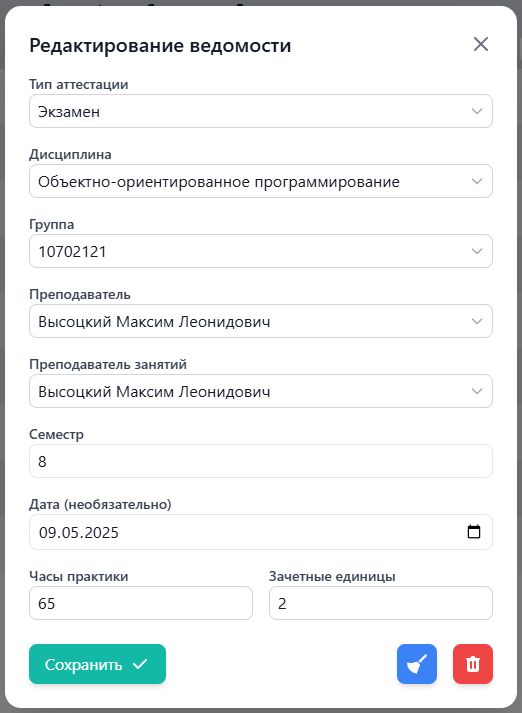 Редактирование ведомости
Тип аттестации
Экзамен
Дисциплина
Объектно-ориентированное программирование
Группа
10702121
Преподаватель
Высоцкий Максим Леонидович
Преподаватель занятий
Высоцкий Максим Леонидович
Семестр
8
Дата (необязательно)
09.05.2025
Часы практики Зачетные единицы
65 2
Сохранить